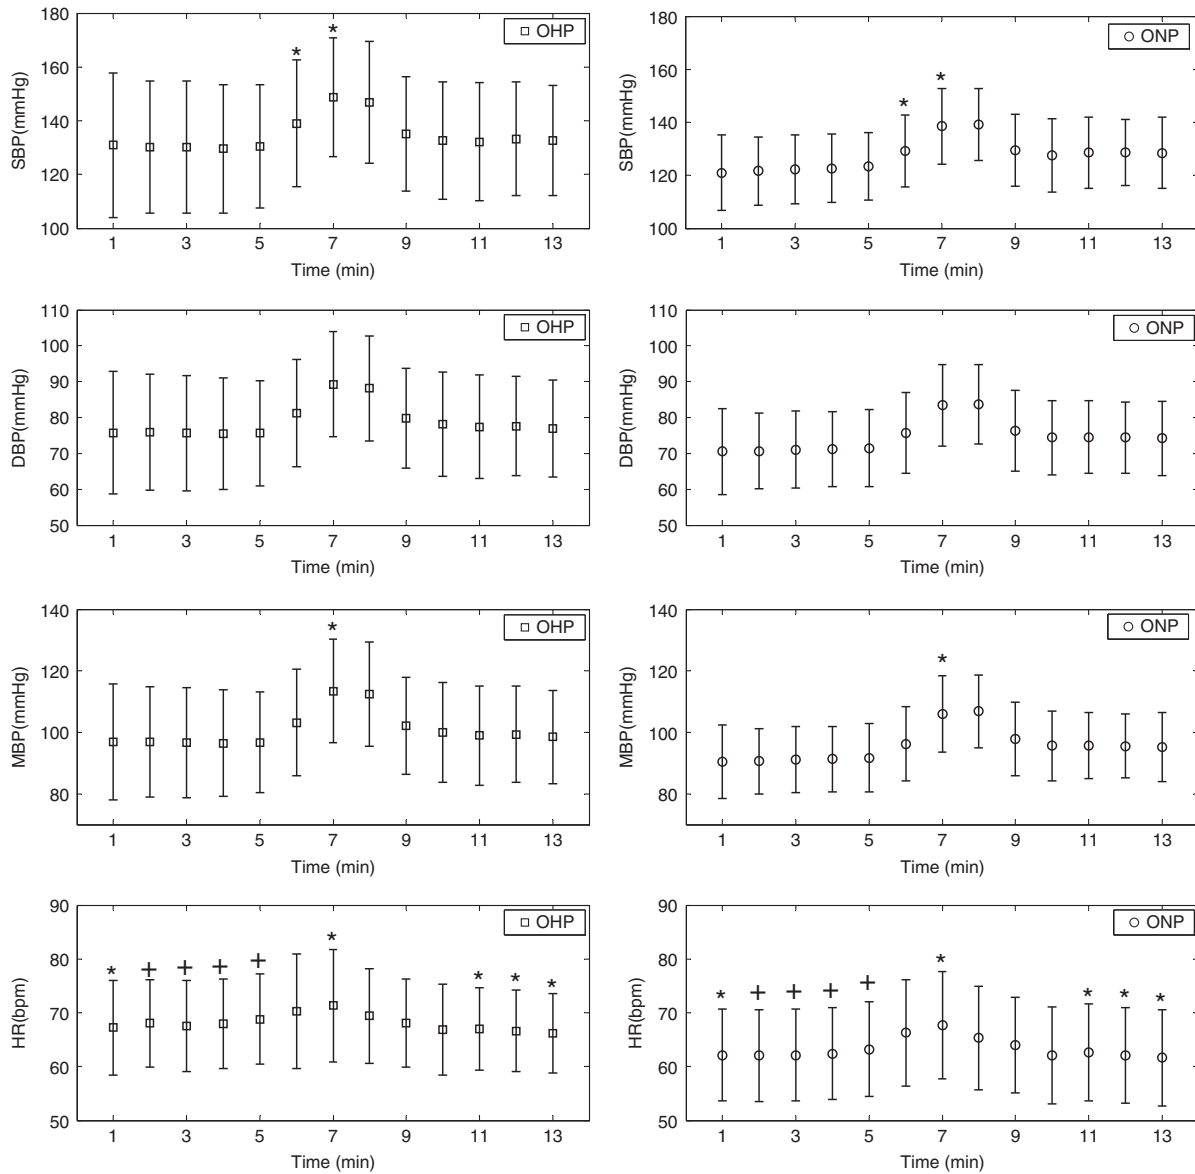 180
160
140
120
100
SBP(mmHg)
* *
OHP
1 3 5 7 9 11 13
Time (min)
180
160
140
120
100
SBP(mmHg)
* *
ONP
1 3 5 7 9 11 13
Time (min)
110
100
90
80
70
60
50
DBP(mmHg)
OHP
1 3 5 7 9 11 13
Time (min)
110
100
90
80
70
60
50
DBP(mmHg)
ONP
1 3 5 7 9 11 13
Time (min)
140
120
100
80
MBP(mmHg)
*
OHP
1 3 5 7 9 11 13
Time (min)
140
120
100
80
MBP(mmHg)
*
ONP
1 3 5 7 9 11 13
Time (min)
90
80
70
60
50
HR(bpm)
* + + + + * * * *
OHP
1 3 5 7 9 11 13
Time (min)
90
80
70
60
50
HR(bpm)
* + + + + * * * *
ONP
1 3 5 7 9 11 13
Time (min)